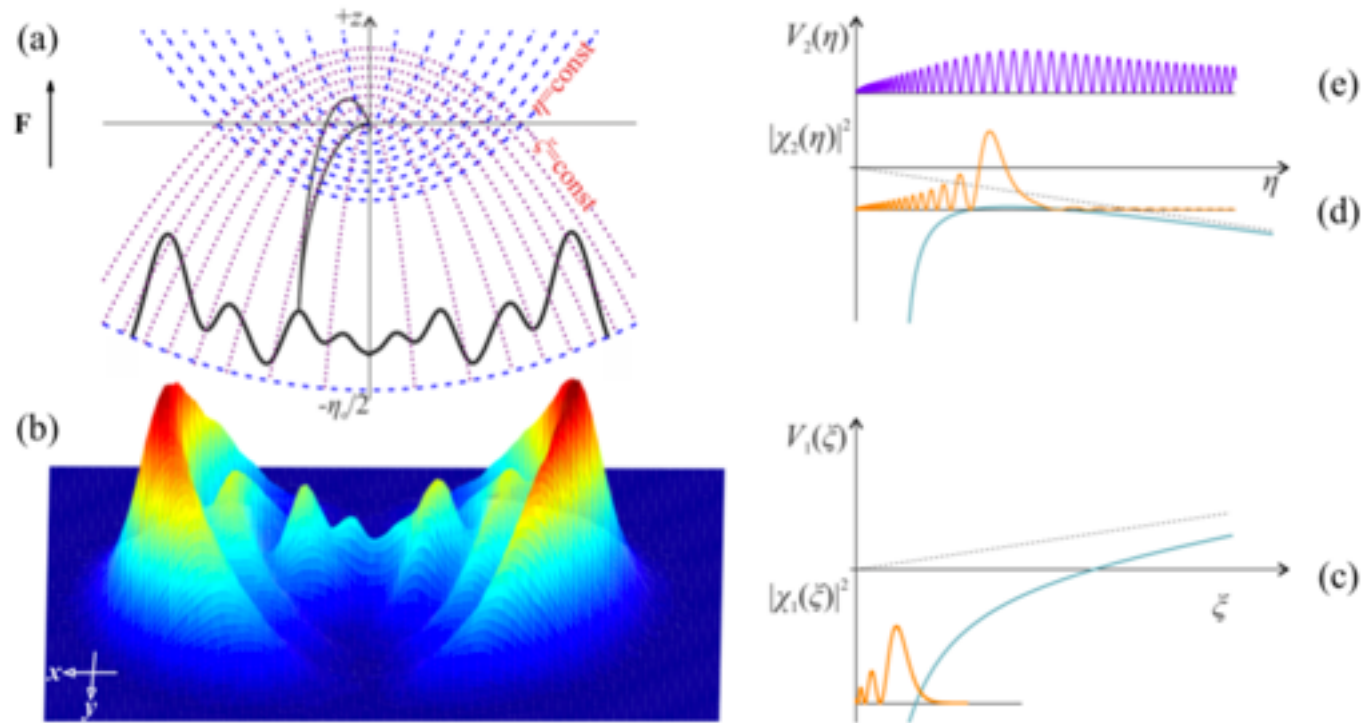 (a)
+z
F
η=const
ξ=const
-η₀/2
(b)
x
y
V₂(η)
(e)
|χ₂(η)|²
η
(d)
V₁(ξ)
|χ₁(ξ)|²
ξ
(c)